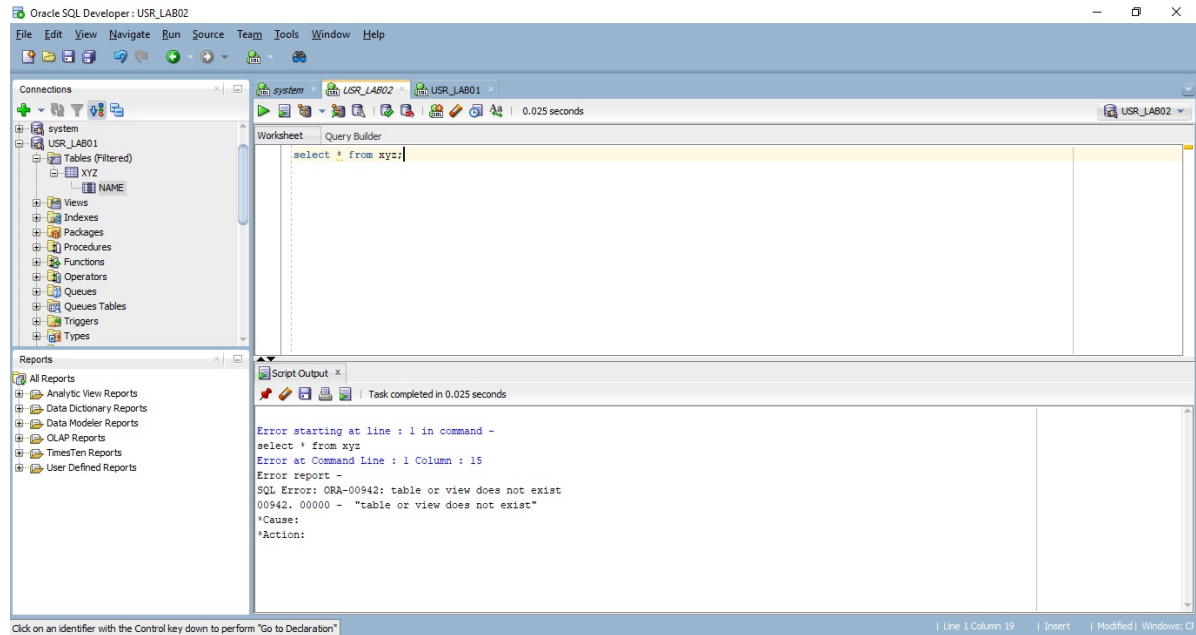 Oracle SQL Developer : USR_LAB02
File Edit View Navigate Run Source Team Tools Window Help
Connections
system
USR_LAB01
Tables (Filtered)
XYZ
NAME
Views
Indexes
Packages
Procedures
Functions
Operators
Queues
Queues Tables
Triggers
Types
Reports
All Reports
Analytic View Reports
Data Dictionary Reports
Data Modeler Reports
OLAP Reports
TimesTen Reports
User Defined Reports
system USR_LAB02 USR_LAB01
0.025 seconds USR_LAB02
Worksheet Query Builder
select * from xyz;
Script Output
Task completed in 0.025 seconds
Error starting at line : 1 in command -
select * from xyz
Error at Command Line : 1 Column : 15
Error report -
SQL Error: ORA-00942: table or view does not exist
00942. 00000 - "table or view does not exist"
*Cause:
*Action:
Click on an identifier with the Control key down to perform "Go to Declaration" | Line 1 Column 19 | Insert | Modified | Windows: C